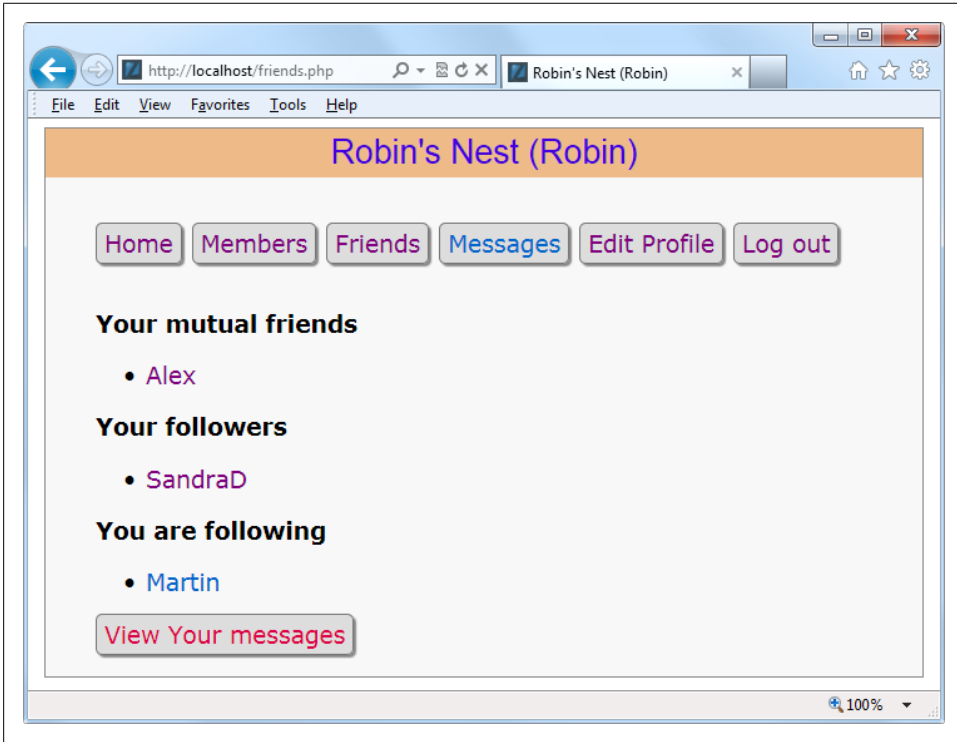 http://localhost/friends.php
Robin's Nest (Robin)
File Edit View Favorites Tools Help
Robin's Nest (Robin)
Home Members Friends Messages Edit Profile Log out
Your mutual friends
• Alex
Your followers
• SandraD
You are following
• Martin
View Your messages
100%